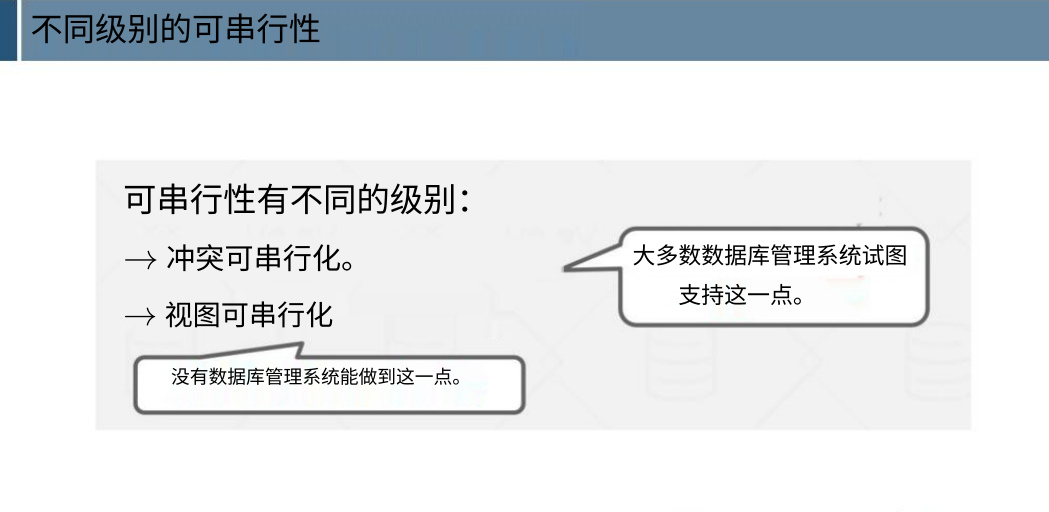 不同级别的可串行性
可串行性有不同的级别：
→ 冲突可串行化。
大多数数据库管理系统试图
支持这一点。
→ 视图可串行化
没有数据库管理系统能做到这一点。